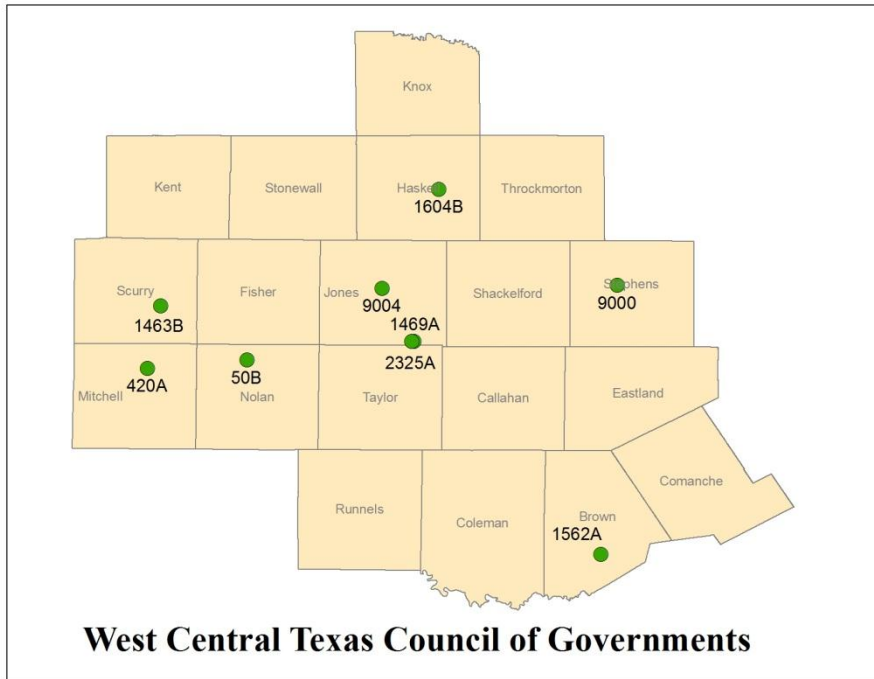 Knox
Kent
Stonewall
Haskell
Throckmorton
1604B
Scurry
Fisher
Jones
Shackelford
Stephens
9004
9000
1463B
1469A
2325A
420A
50B
Mitchell
Nolan
Taylor
Callahan
Eastland
Comanche
Runnels
Coleman
Brown
1562A
West Central Texas Council of Governments